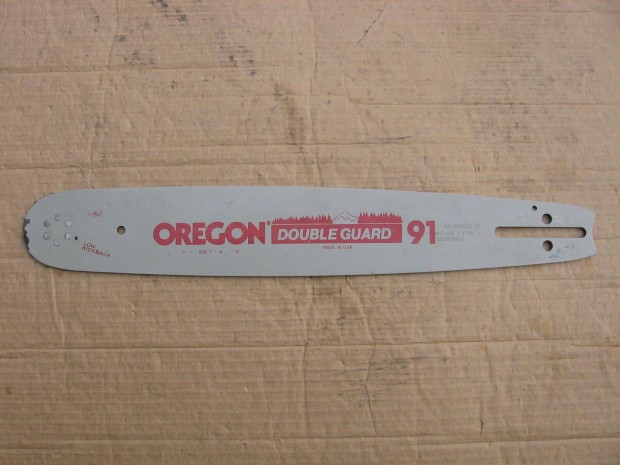 OREGON® DOUBLE GUARD 91
MADE IN USA
LOW
KICKBACK